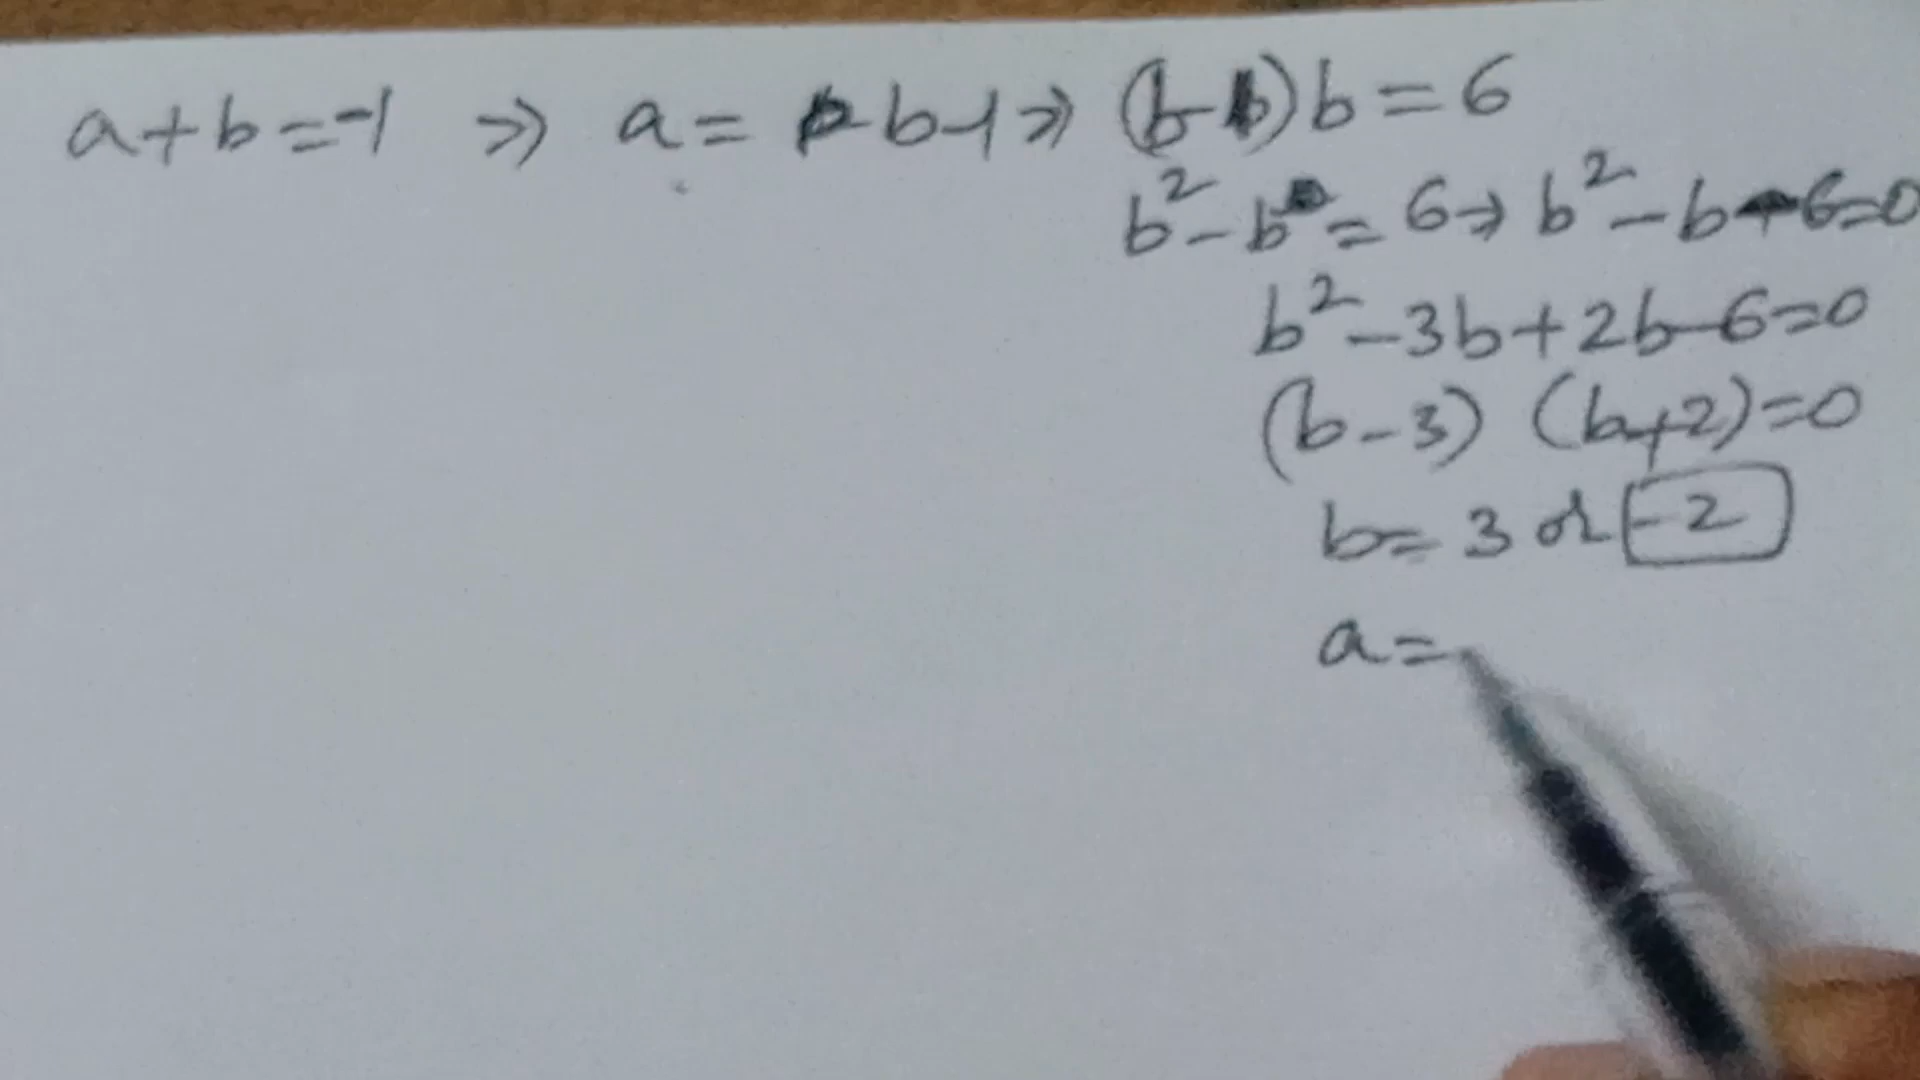 a+b=-1 ⇒ a= b-1 ⇒ (b-1)b=6
b²-b=6 → b²-b-6=0
b²-3b+2b-6=0
(b-3) (b+2)=0
b= 3 or -2
a=